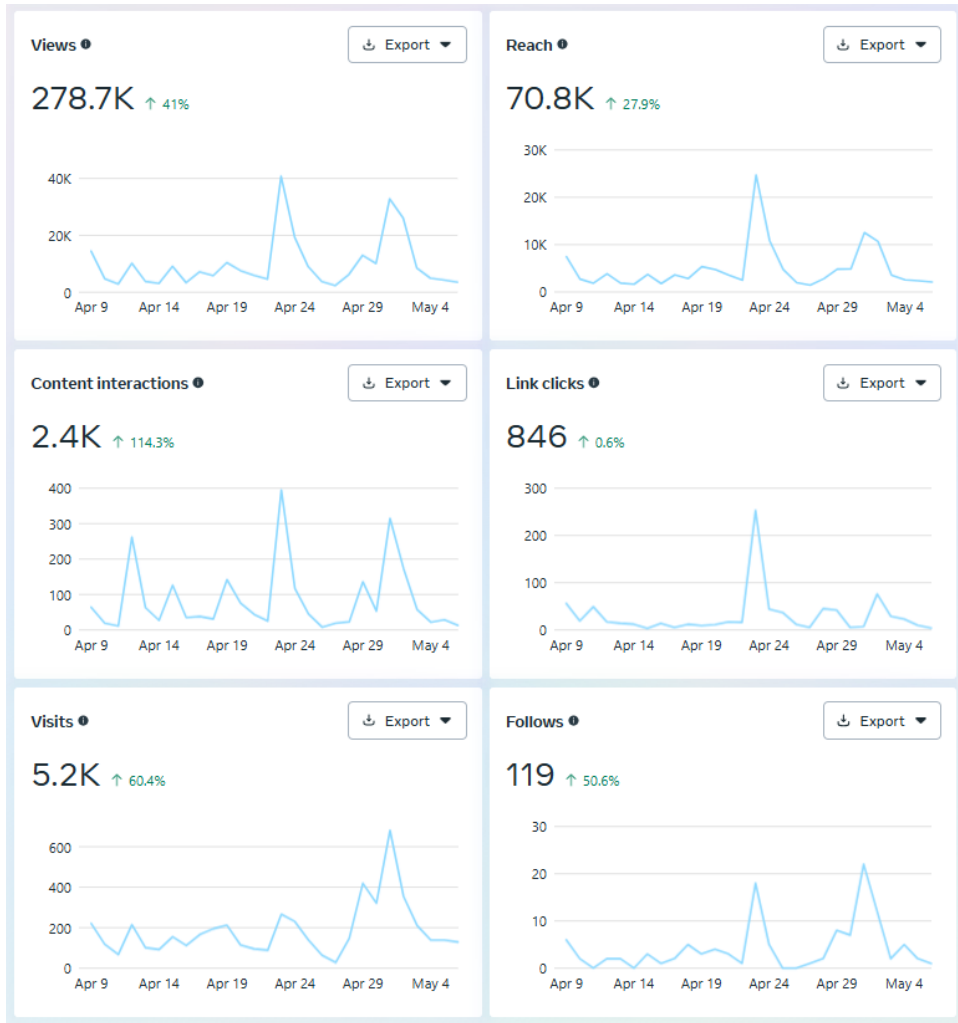 Views
Export
278.7K ↑ 41%
40K
20K
0
Apr 9 Apr 14 Apr 19 Apr 24 Apr 29 May 4
Reach
Export
70.8K ↑ 27.9%
30K
20K
10K
0
Apr 9 Apr 14 Apr 19 Apr 24 Apr 29 May 4
Content interactions
Export
2.4K ↑ 114.3%
400
300
200
100
0
Apr 9 Apr 14 Apr 19 Apr 24 Apr 29 May 4
Link clicks
Export
846 ↑ 0.6%
300
200
100
0
Apr 9 Apr 14 Apr 19 Apr 24 Apr 29 May 4
Visits
Export
5.2K ↑ 60.4%
600
400
200
0
Apr 9 Apr 14 Apr 19 Apr 24 Apr 29 May 4
Follows
Export
119 ↑ 50.6%
30
20
10
0
Apr 9 Apr 14 Apr 19 Apr 24 Apr 29 May 4